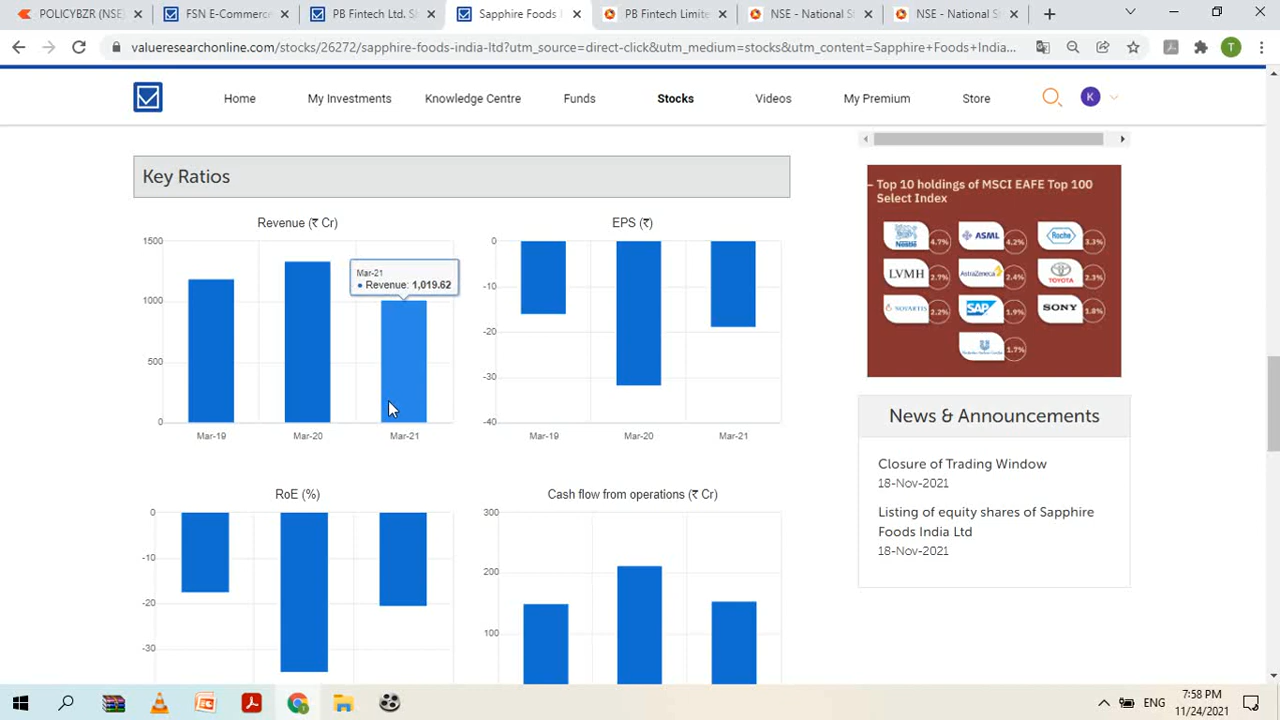 POLICYBZR (NSE)
FSN E-Commerce
PB Fintech Ltd. Sh
Sapphire Foods I
PB Fintech Limite
NSE - National S
NSE - National S
valueresearchonline.com/stocks/26272/sapphire-foods-india-ltd?utm_source=direct-click&utm_medium=stocks&utm_content=Sapphire+Foods+India...
T
Home
My Investments
Knowledge Centre
Funds
Stocks
Videos
My Premium
Store
K
Key Ratios
Revenue (₹ Cr)
1500
1000
500
0
Mar-21
Revenue: 1,019.62
Mar-19
Mar-20
Mar-21
EPS (₹)
0
-10
-20
-30
-40
Mar-19
Mar-20
Mar-21
RoE (%)
0
-10
-20
-30
Cash flow from operations (₹ Cr)
300
200
100
Top 10 holdings of MSCI EAFE Top 100
Select Index
Nestlé
4.7%
ASML
4.2%
Roche
3.3%
LVMH
2.7%
AstraZeneca
2.4%
TOYOTA
2.3%
NOVARTIS
2.2%
SAP
1.9%
SONY
1.8%
1.7%
News & Announcements
Closure of Trading Window
18-Nov-2021
Listing of equity shares of Sapphire
Foods India Ltd
18-Nov-2021
ENG
7:58 PM
11/24/2021